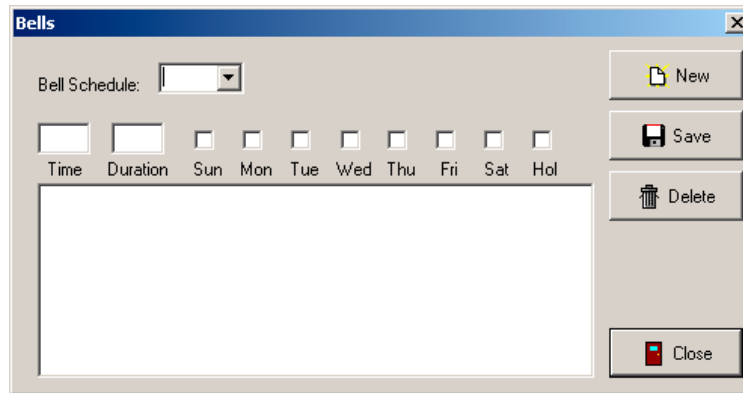 Bells
Bell Schedule:
New
Save
Time Duration Sun Mon Tue Wed Thu Fri Sat Hol
Delete
Close